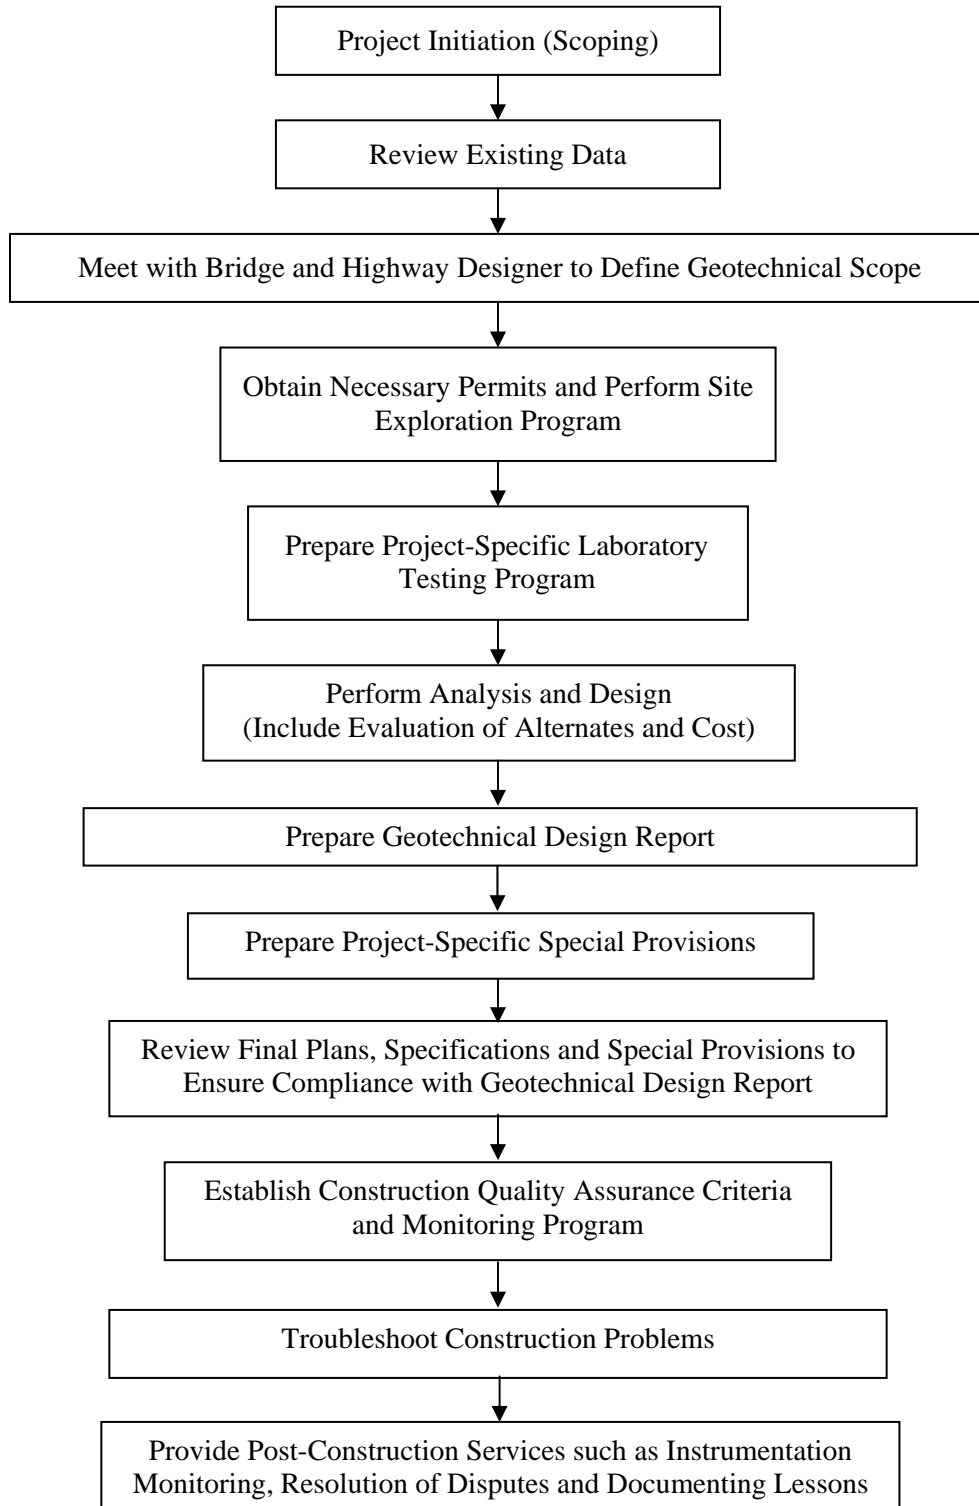 Project Initiation (Scoping)
Review Existing Data
Meet with Bridge and Highway Designer to Define Geotechnical Scope
Obtain Necessary Permits and Perform Site
Exploration Program
Prepare Project-Specific Laboratory
Testing Program
Perform Analysis and Design
(Include Evaluation of Alternates and Cost)
Prepare Geotechnical Design Report
Prepare Project-Specific Special Provisions
Review Final Plans, Specifications and Special Provisions to
Ensure Compliance with Geotechnical Design Report
Establish Construction Quality Assurance Criteria
and Monitoring Program
Troubleshoot Construction Problems
Provide Post-Construction Services such as Instrumentation
Monitoring, Resolution of Disputes and Documenting Lessons